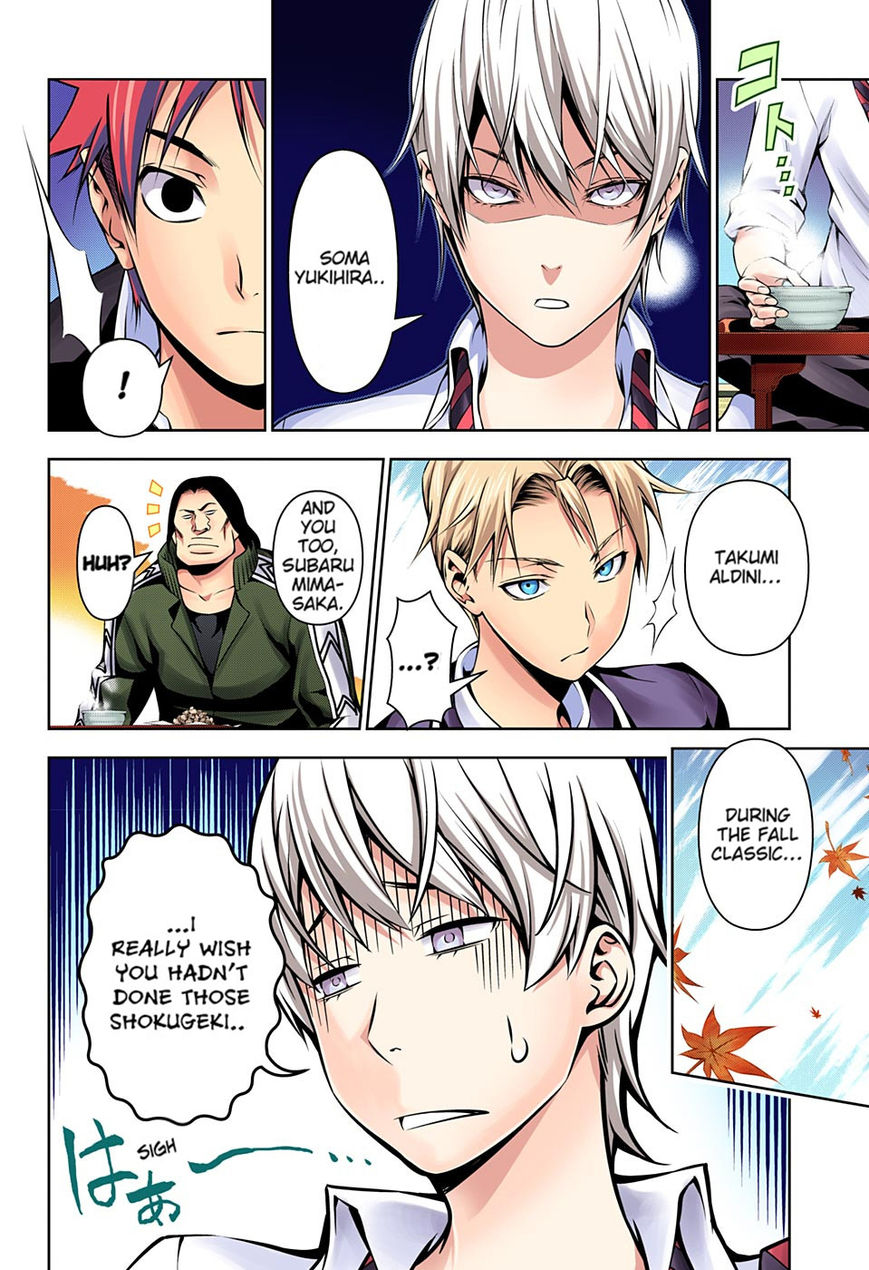 コト…
SOMA
YUKIHIRA..
!
TAKUMI
ALDINI...
...?
AND
YOU
TOO,
SUBARU
MIMA-
SAKA.
HUH?
DURING
THE FALL
CLASSIC...
...I
REALLY WISH
YOU HADN'T
DONE THOSE
SHOKUGEKI..
はあー…
SIGH